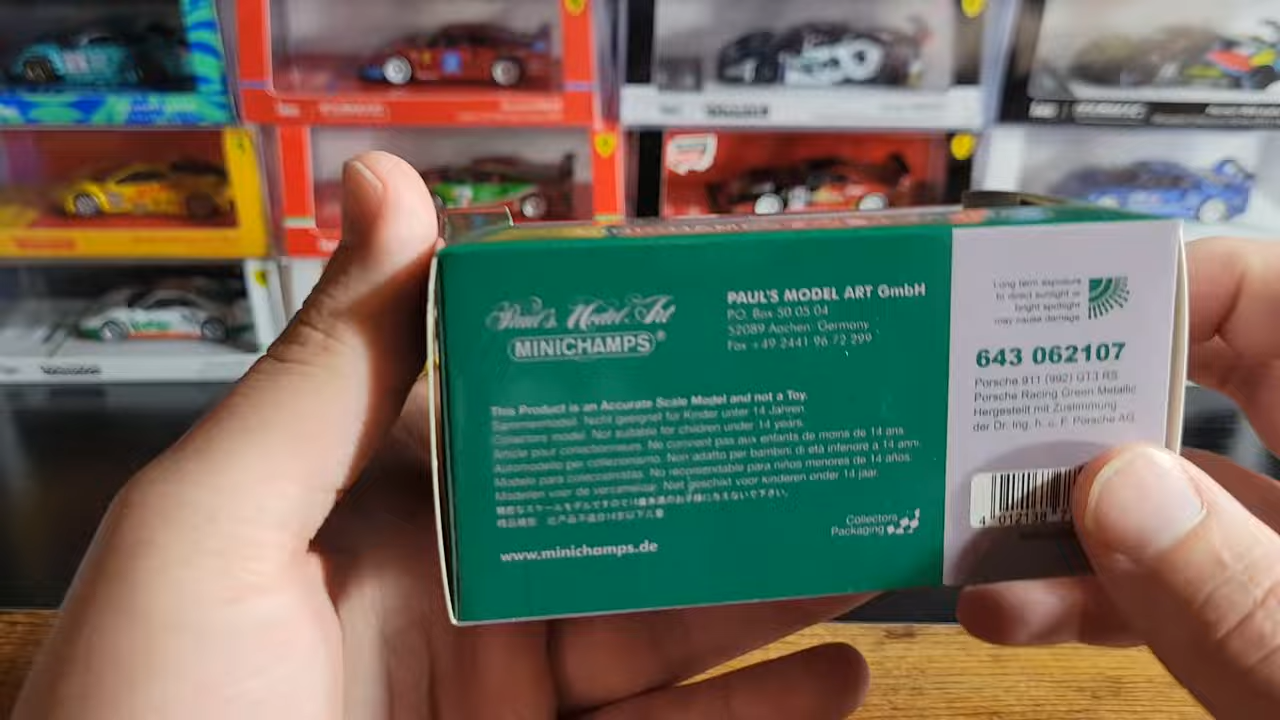 Paul's Model Art
MINICHAMPS®
PAUL'S MODEL ART GmbH
P.O. Box 50 05 04
52089 Aachen, Germany
Fax +49-2441 96 72 299
This Product is an Accurate Scale Model and not a Toy.
Sammlermodell. Nicht geeignet für Kinder unter 14 Jahren.
Collectors model. Not suitable for children under 14 years.
Article pour collectionneurs. Ne convient pas aux enfants de moins de 14 ans.
Automodello per collezionismo. Non adatto per bambini di età inferiore a 14 anni.
Modelo para coleccionistas. No recomendable para niños menores de 14 años.
Modellen voor de verzamelaar. Niet geschikt voor kinderen onder 14 jaar.
www.minichamps.de
Collectors
Packaging
Long term exposure
to direct sunlight or
bright spotlight
may cause damage
643 062107
Porsche 911 (992) GT3 RS
Porsche Racing Green Metallic
Hergestellt mit Zustimmung
der Dr. Ing. h. c. F. Porsche AG.
4 012138